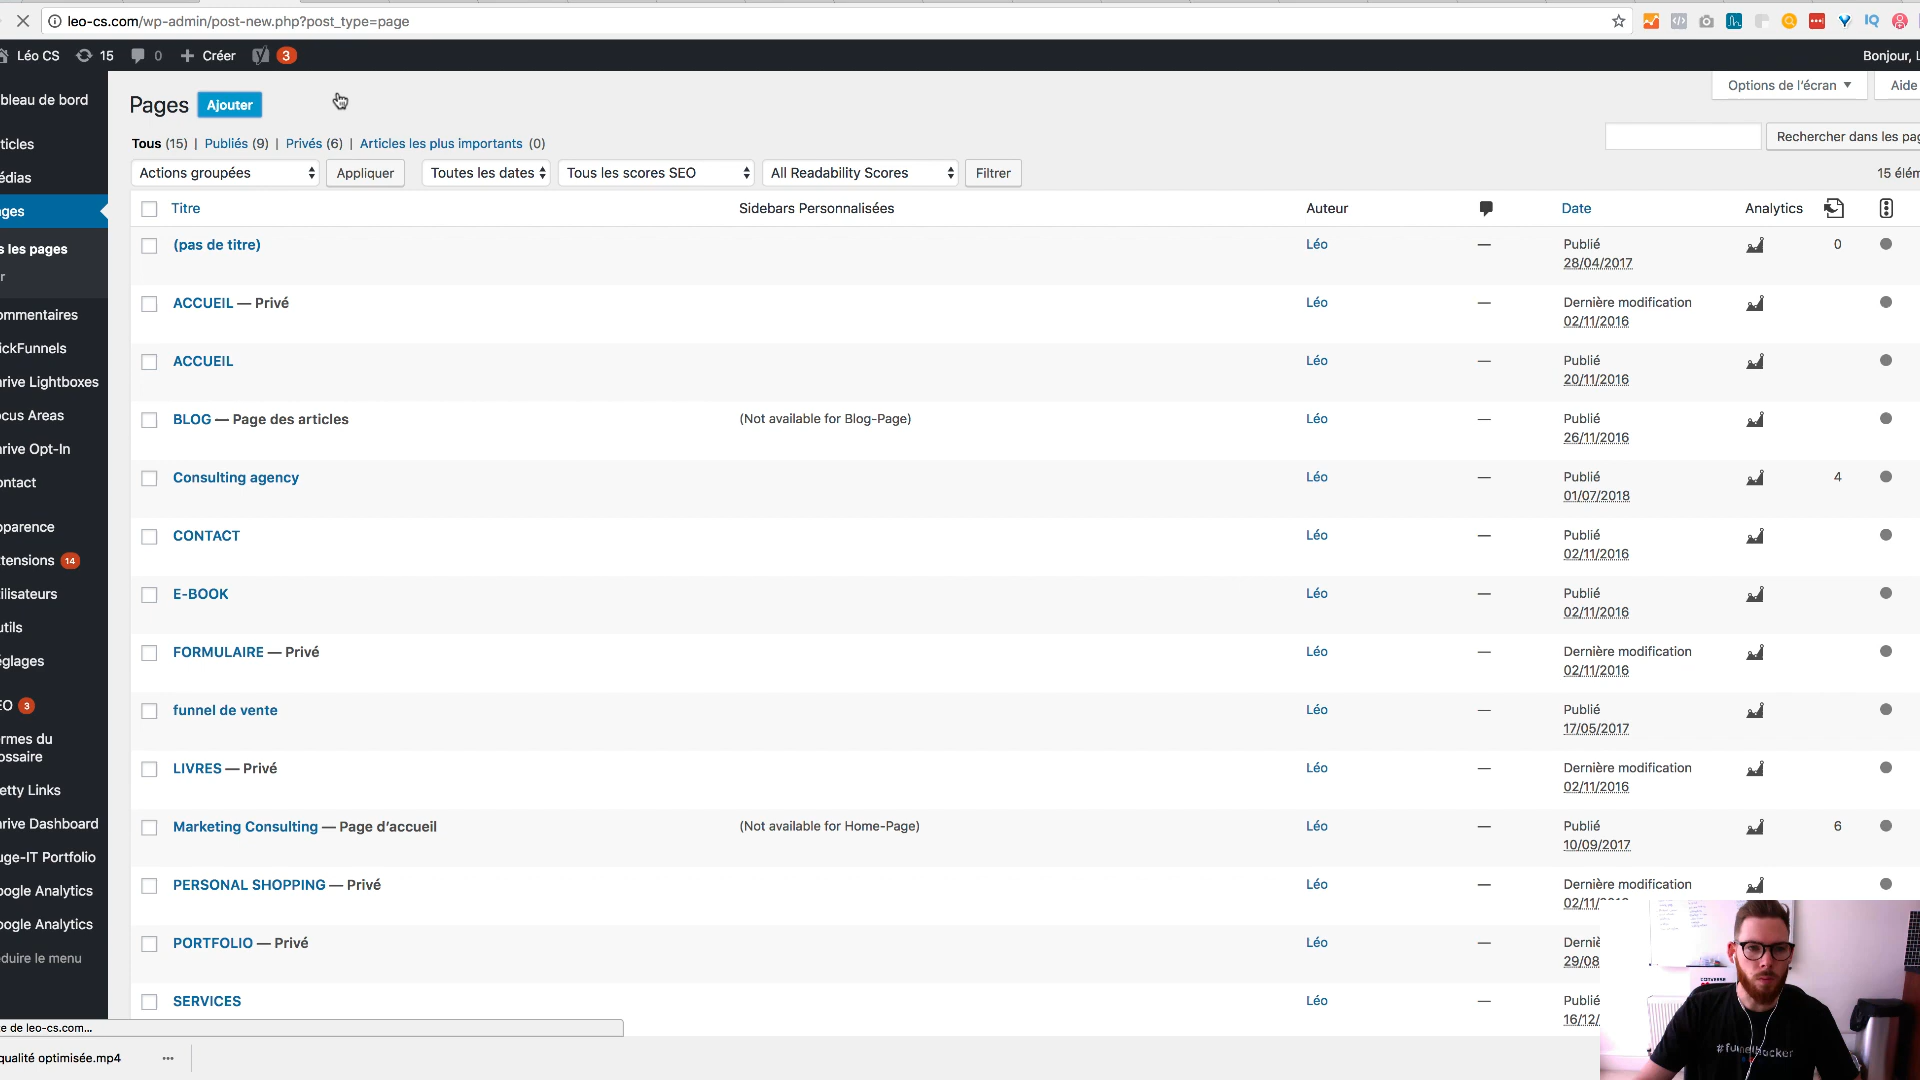 leo-cs.com/wp-admin/post-new.php?post_type=page
Léo CS 15 0 + Créer 3 Bonjour, L
Options de l'écran ▼ Aide
Pages Ajouter
Tous (15) | Publiés (9) | Privés (6) | Articles les plus importants (0)
Rechercher dans les pag
Actions groupées Appliquer Toutes les dates Tous les scores SEO All Readability Scores Filtrer 15 élém
Titre Sidebars Personnalisées Auteur Date Analytics
(pas de titre) Léo — Publié 0
28/04/2017
ACCUEIL — Privé Léo — Dernière modification
02/11/2016
ACCUEIL Léo — Publié
20/11/2016
BLOG — Page des articles (Not available for Blog-Page) Léo — Publié
26/11/2016
Consulting agency Léo — Publié 4
01/07/2018
CONTACT Léo — Publié
02/11/2016
E-BOOK Léo — Publié
02/11/2016
FORMULAIRE — Privé Léo — Dernière modification
02/11/2016
funnel de vente Léo — Publié
17/05/2017
LIVRES — Privé Léo — Dernière modification
02/11/2016
Marketing Consulting — Page d'accueil (Not available for Home-Page) Léo — Publié 6
10/09/2017
PERSONAL SHOPPING — Privé Léo — Dernière modification
02/11/
PORTFOLIO — Privé Léo — Derniè
29/08
SERVICES Léo — Publié
16/12/
bleau de bord
ticles
édias
ges
s les pages
r
ommentaires
ickFunnels
rive Lightboxes
ocus Areas
rive Opt-In
ontact
pparence
tensions 14
ilisateurs
utils
églages
EO 3
rmes du
ossaire
etty Links
rive Dashboard
uge-IT Portfolio
oogle Analytics
oogle Analytics
duire le menu
te de leo-cs.com...
qualité optimisée.mp4
CONVERSE
#funnelhacker